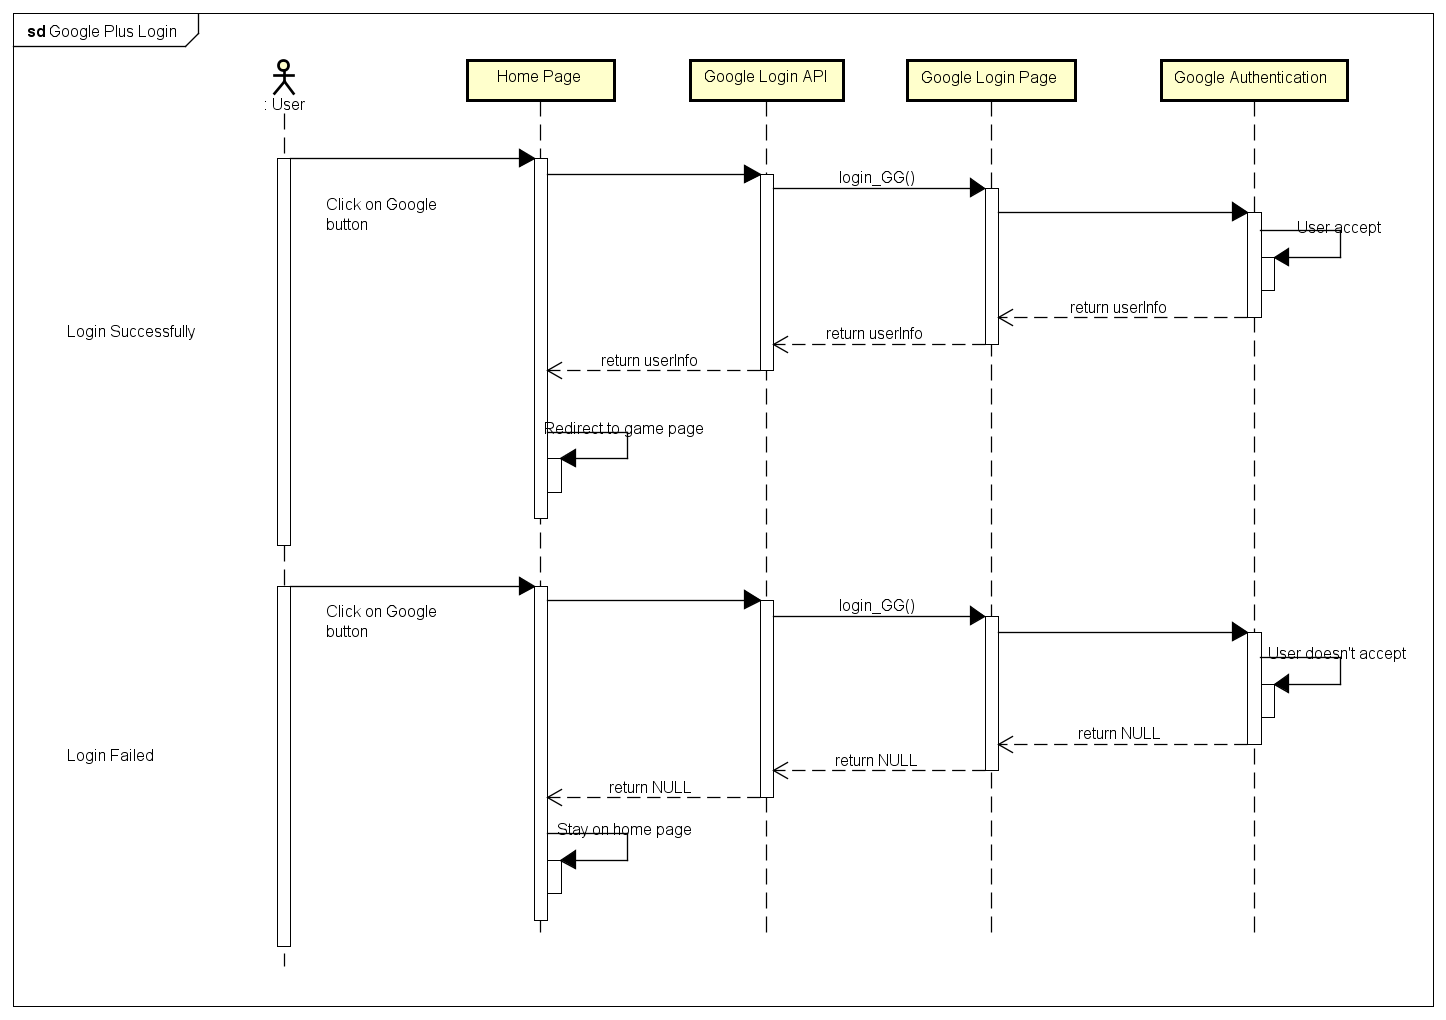 sd Google Plus Login
: User
Home Page
Google Login API
Google Login Page
Google Authentication
login_GG()
Click on Google
button
User accept
return userInfo
return userInfo
return userInfo
Login Successfully
Redirect to game page
login_GG()
Click on Google
button
User doesn't accept
return NULL
return NULL
return NULL
Login Failed
Stay on home page